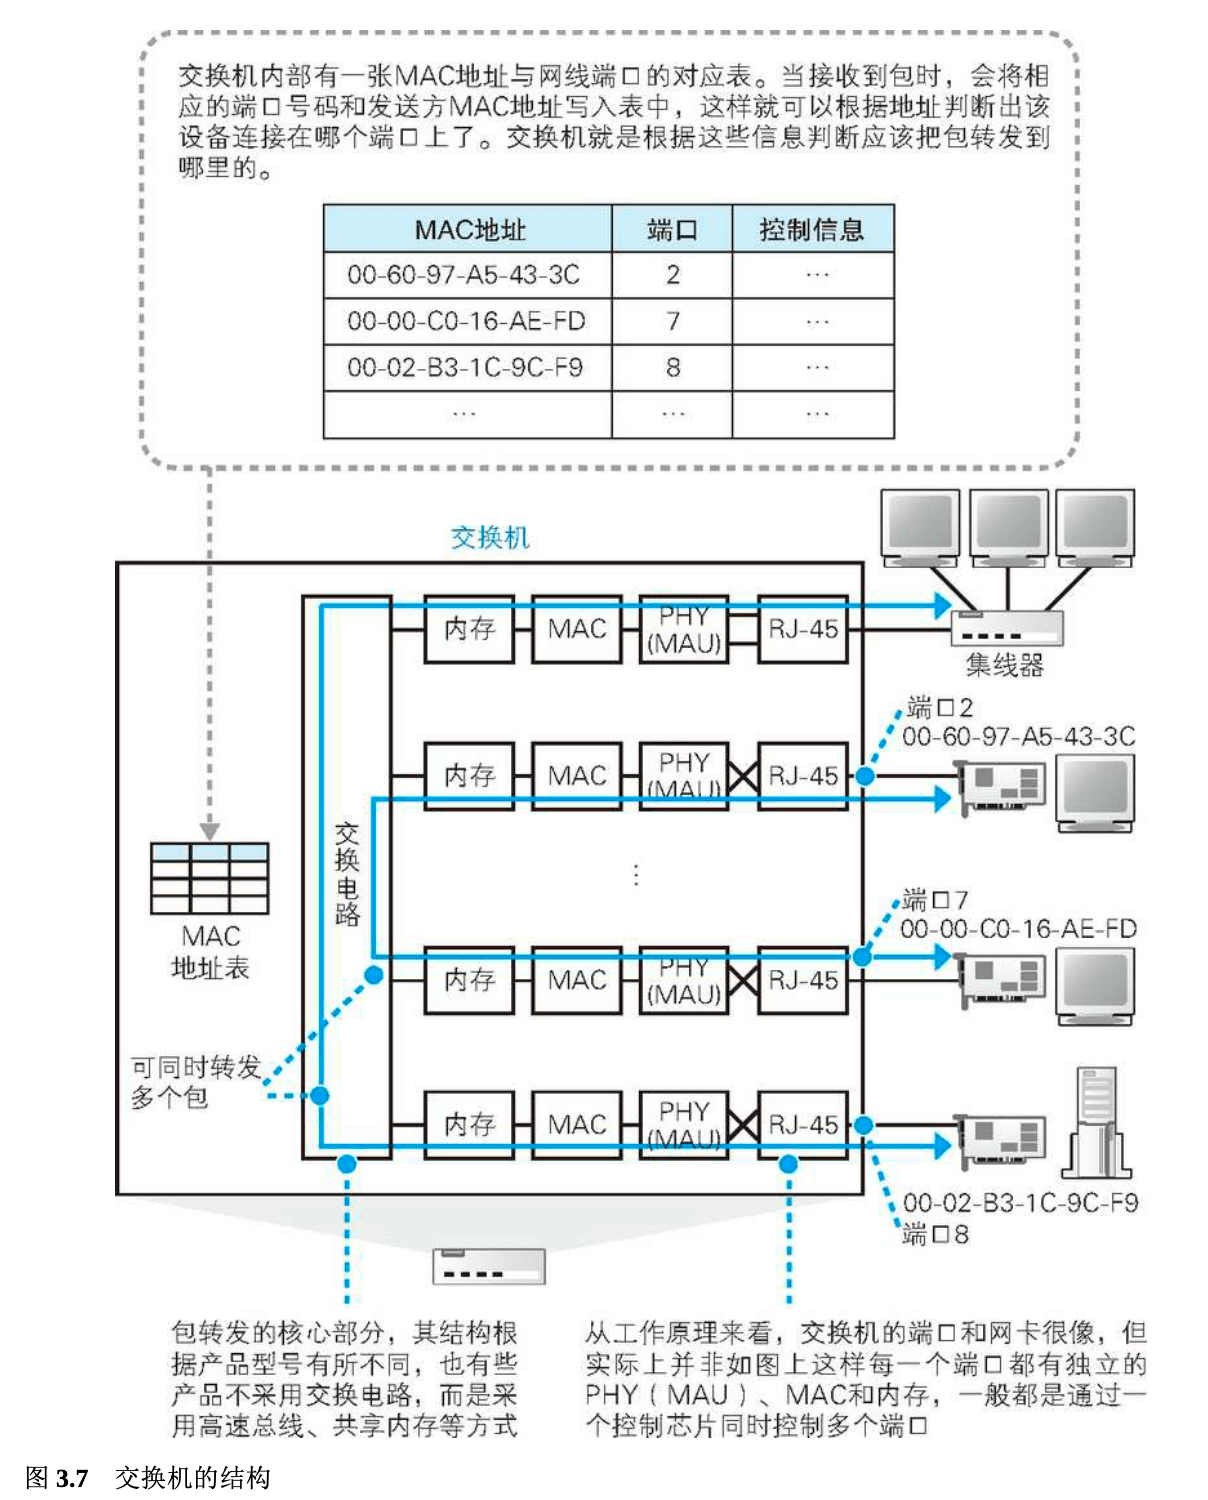 交换机内部有一张MAC地址与网线端口的对应表。当接收到包时，会将相
应的端口号码和发送方MAC地址写入表中，这样就可以根据地址判断出该
设备连接在哪个端口上了。交换机就是根据这些信息判断应该把包转发到
哪里的。
MAC地址 端口 控制信息
00-60-97-A5-43-3C 2 …
00-00-C0-16-AE-FD 7 …
00-02-B3-1C-9C-F9 8 …
… … …
交换机
内存 MAC PHY (MAU) RJ-45
集线器
端口2
00-60-97-A5-43-3C
内存 MAC PHY (MAU) RJ-45
交换电路
⋮
端口7
00-00-C0-16-AE-FD
MAC
地址表
内存 MAC PHY (MAU) RJ-45
可同时转发
多个包
内存 MAC PHY (MAU) RJ-45
00-02-B3-1C-9C-F9
端口8
包转发的核心部分，其结构根
据产品型号有所不同，也有些
产品不采用交换电路，而是采
用高速总线、共享内存等方式
从工作原理来看，交换机的端口和网卡很像，但
实际上并非如图上这样每一个端口都有独立的
PHY（MAU）、MAC和内存，一般都是通过一
个控制芯片同时控制多个端口
图 3.7 交换机的结构